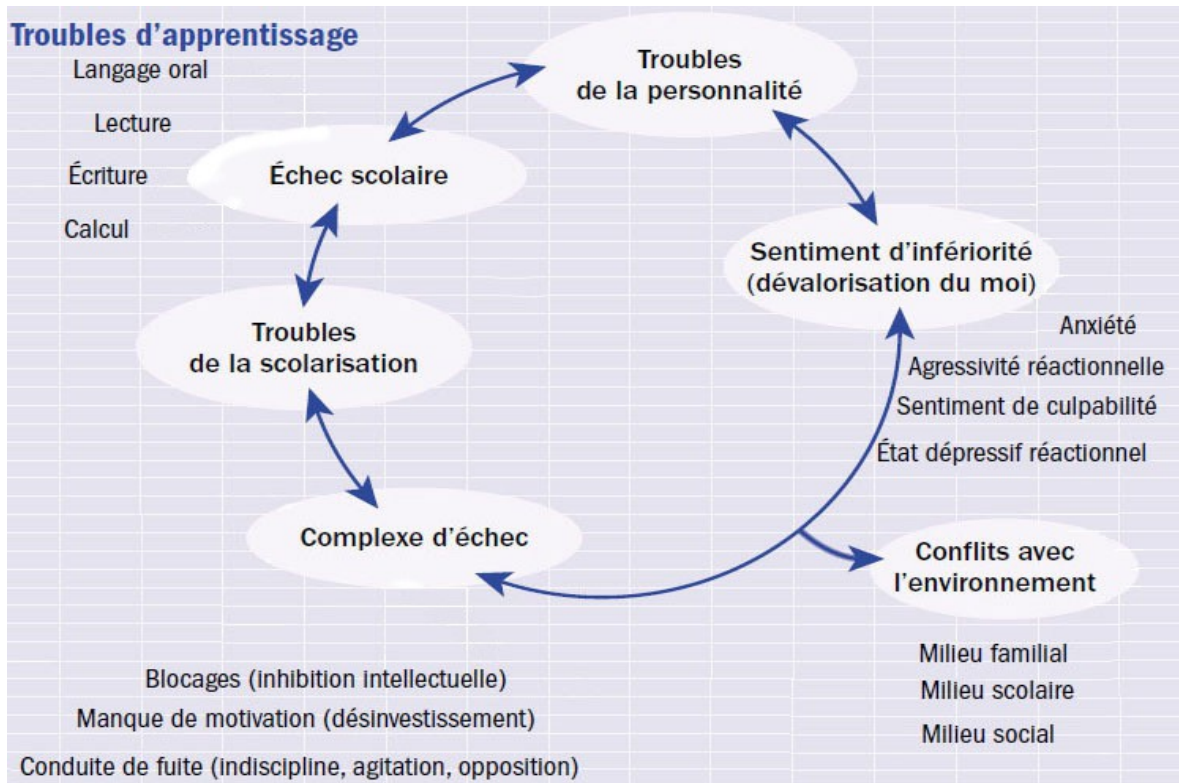 Troubles d'apprentissage
Langage oral
Lecture
Écriture
Calcul
Troubles
de la personnalité
Échec scolaire
Sentiment d'infériorité
(dévalorisation du moi)
Anxiété
Agressivité réactionnelle
Sentiment de culpabilité
État dépressif réactionnel
Troubles
de la scolarisation
Complexe d'échec
Conflits avec
l'environnement
Milieu familial
Milieu scolaire
Milieu social
Blocages (inhibition intellectuelle)
Manque de motivation (désinvestissement)
Conduite de fuite (indiscipline, agitation, opposition)